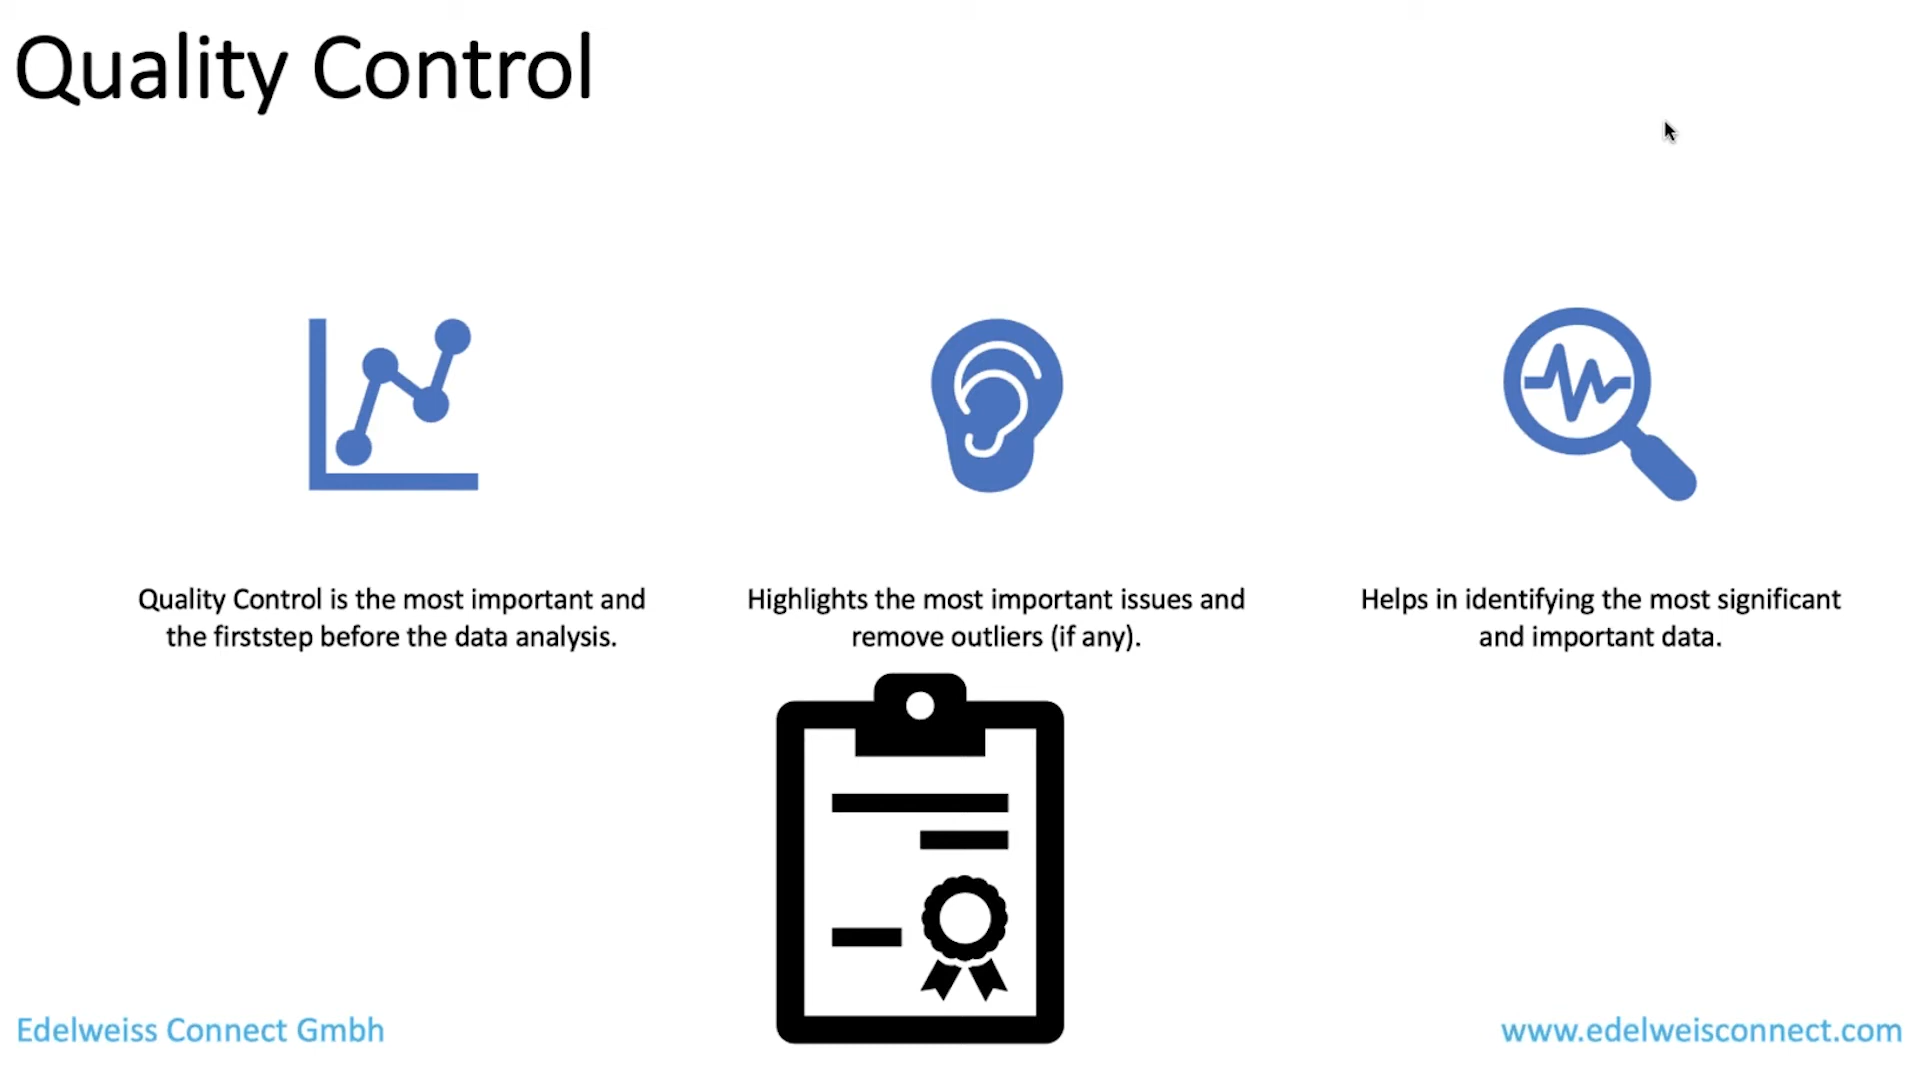 Quality Control
Quality Control is the most important and
the firststep before the data analysis.
Highlights the most important issues and
remove outliers (if any).
Helps in identifying the most significant
and important data.
Edelweiss Connect Gmbh
www.edelweisconnect.com